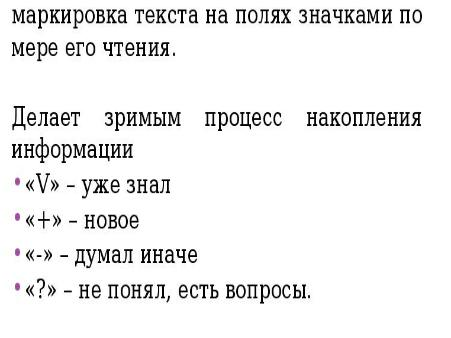 маркировка текста на полях значками по
мере его чтения.
Делает зримым процесс накопления
информации
• «V» – уже знал
• «+» – новое
• «-» – думал иначе
• «?» – не понял, есть вопросы.